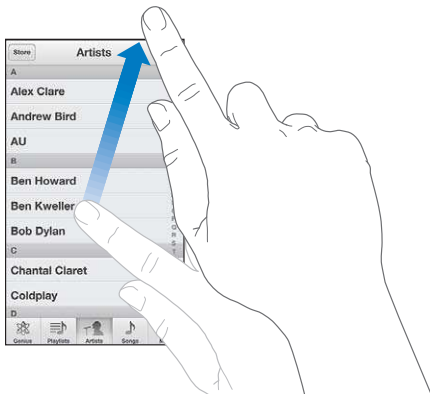 Store
Artists
A
Alex Clare
Andrew Bird
AU
B
Ben Howard
Ben Kweller
Bob Dylan
C
Chantal Claret
Coldplay
D
Q
R
S
T
Genius
Playlists
Artists
Songs